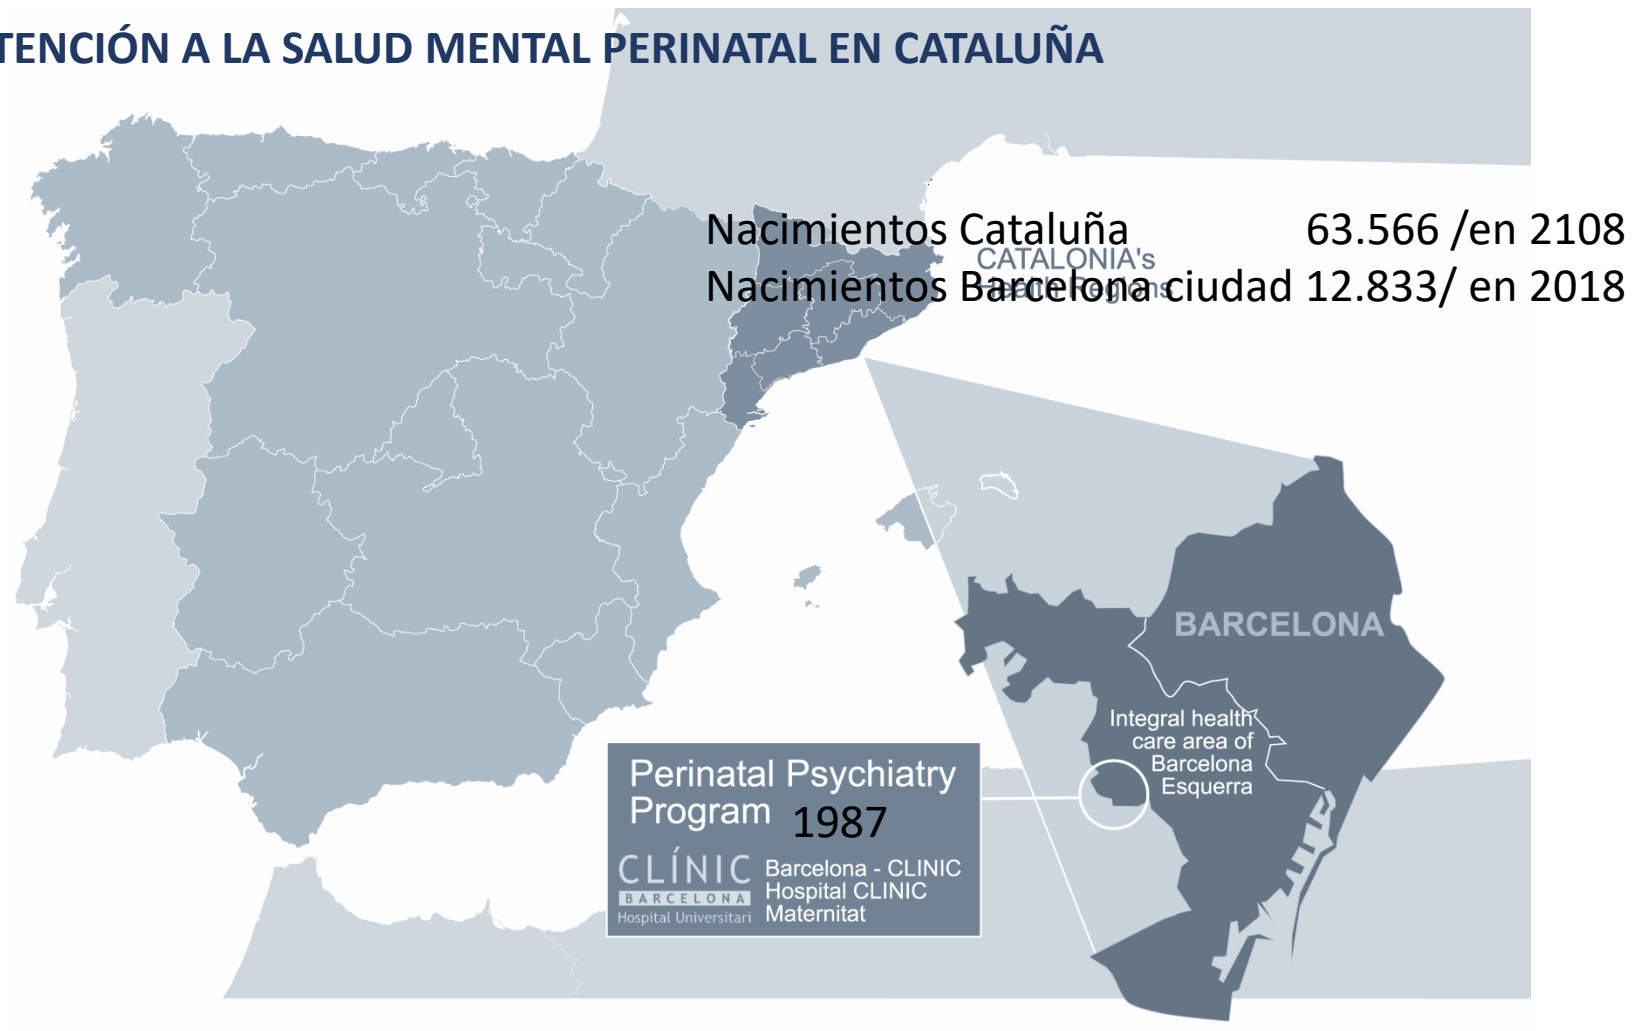 TENCIÓN A LA SALUD MENTAL PERINATAL EN CATALUÑA
Nacimientos Cataluña 63.566 /en 2108
CATALONIA's
Health Regions
Nacimientos Barcelona ciudad 12.833/ en 2018
BARCELONA
Integral health
care area of
Barcelona
Esquerra
Perinatal Psychiatry
Program 1987
CLÍNIC
BARCELONA
Hospital Universitari
Barcelona - CLINIC
Hospital CLINIC
Maternitat